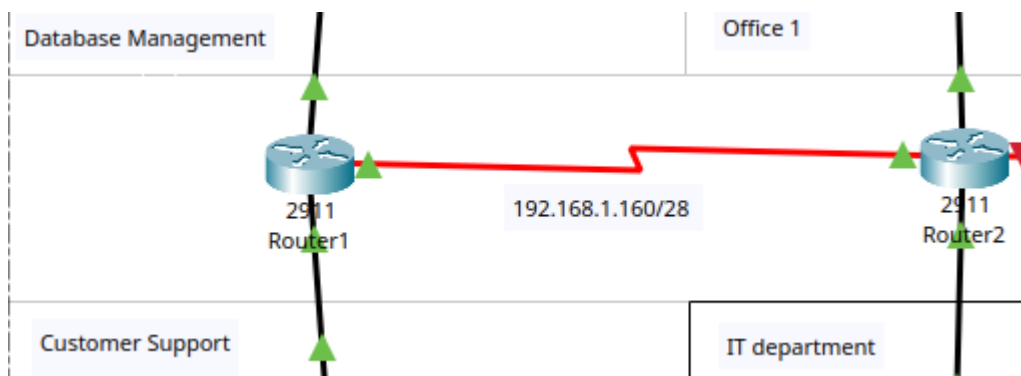 Database Management
Office 1
2911
Router1
192.168.1.160/28
2911
Router2
Customer Support
IT department